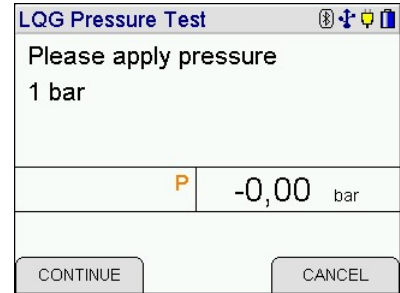 LQG Pressure Test
Please apply pressure
1 bar
P -0,00 bar
CONTINUE CANCEL